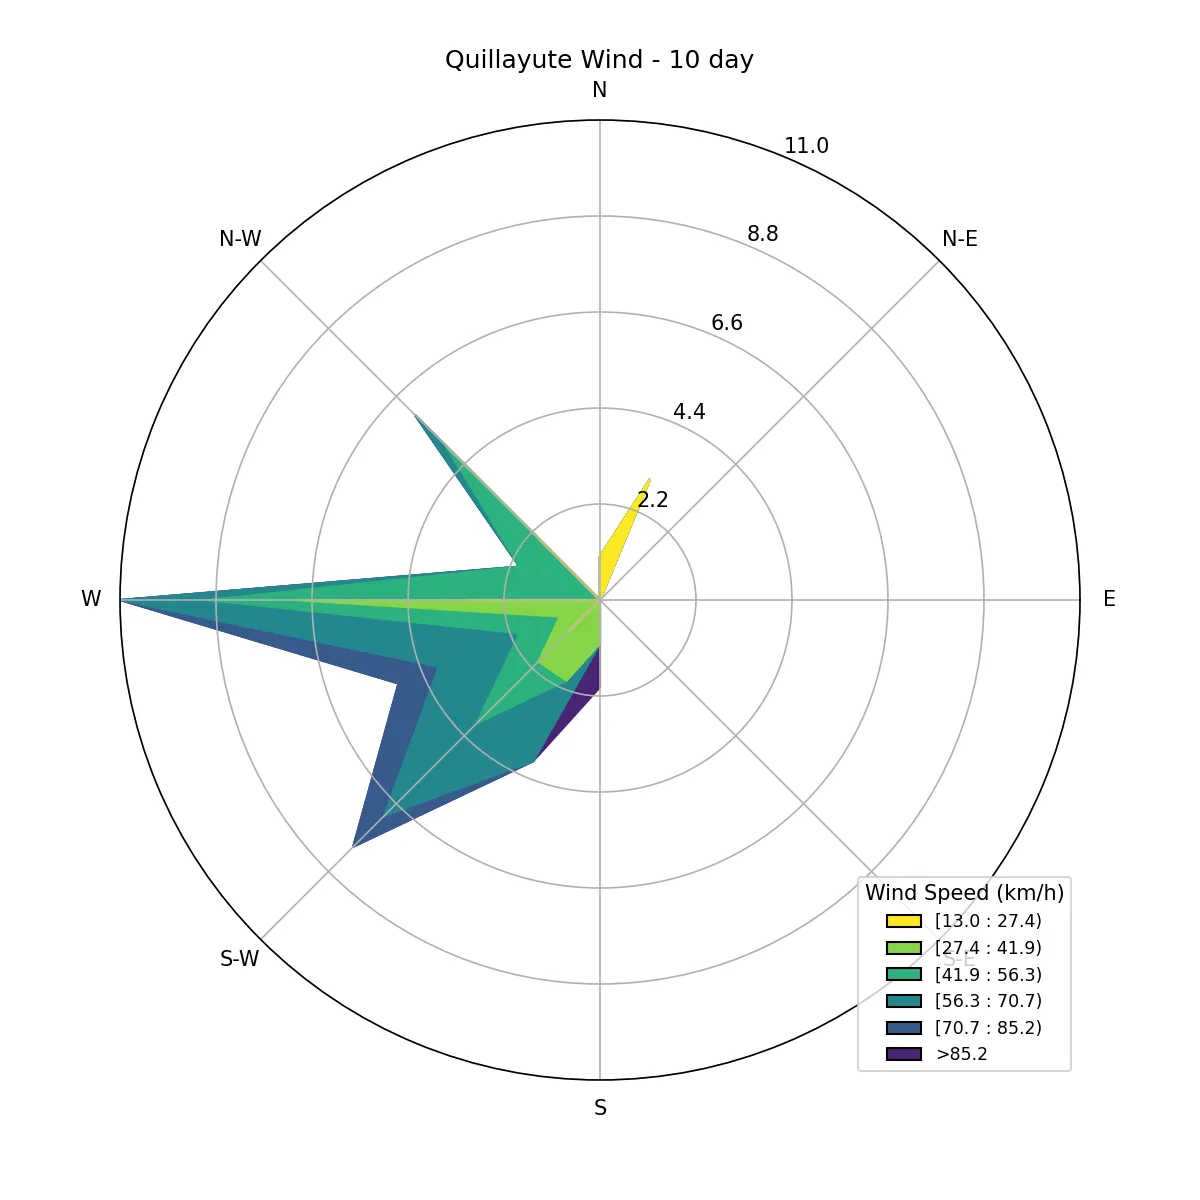 Quillayute Wind - 10 day
N
11.0
N-W
8.8
N-E
6.6
4.4
2.2
W
E
S-W
S-E
S
Wind Speed (km/h)
[13.0 : 27.4)
[27.4 : 41.9)
[41.9 : 56.3)
[56.3 : 70.7)
[70.7 : 85.2)
>85.2